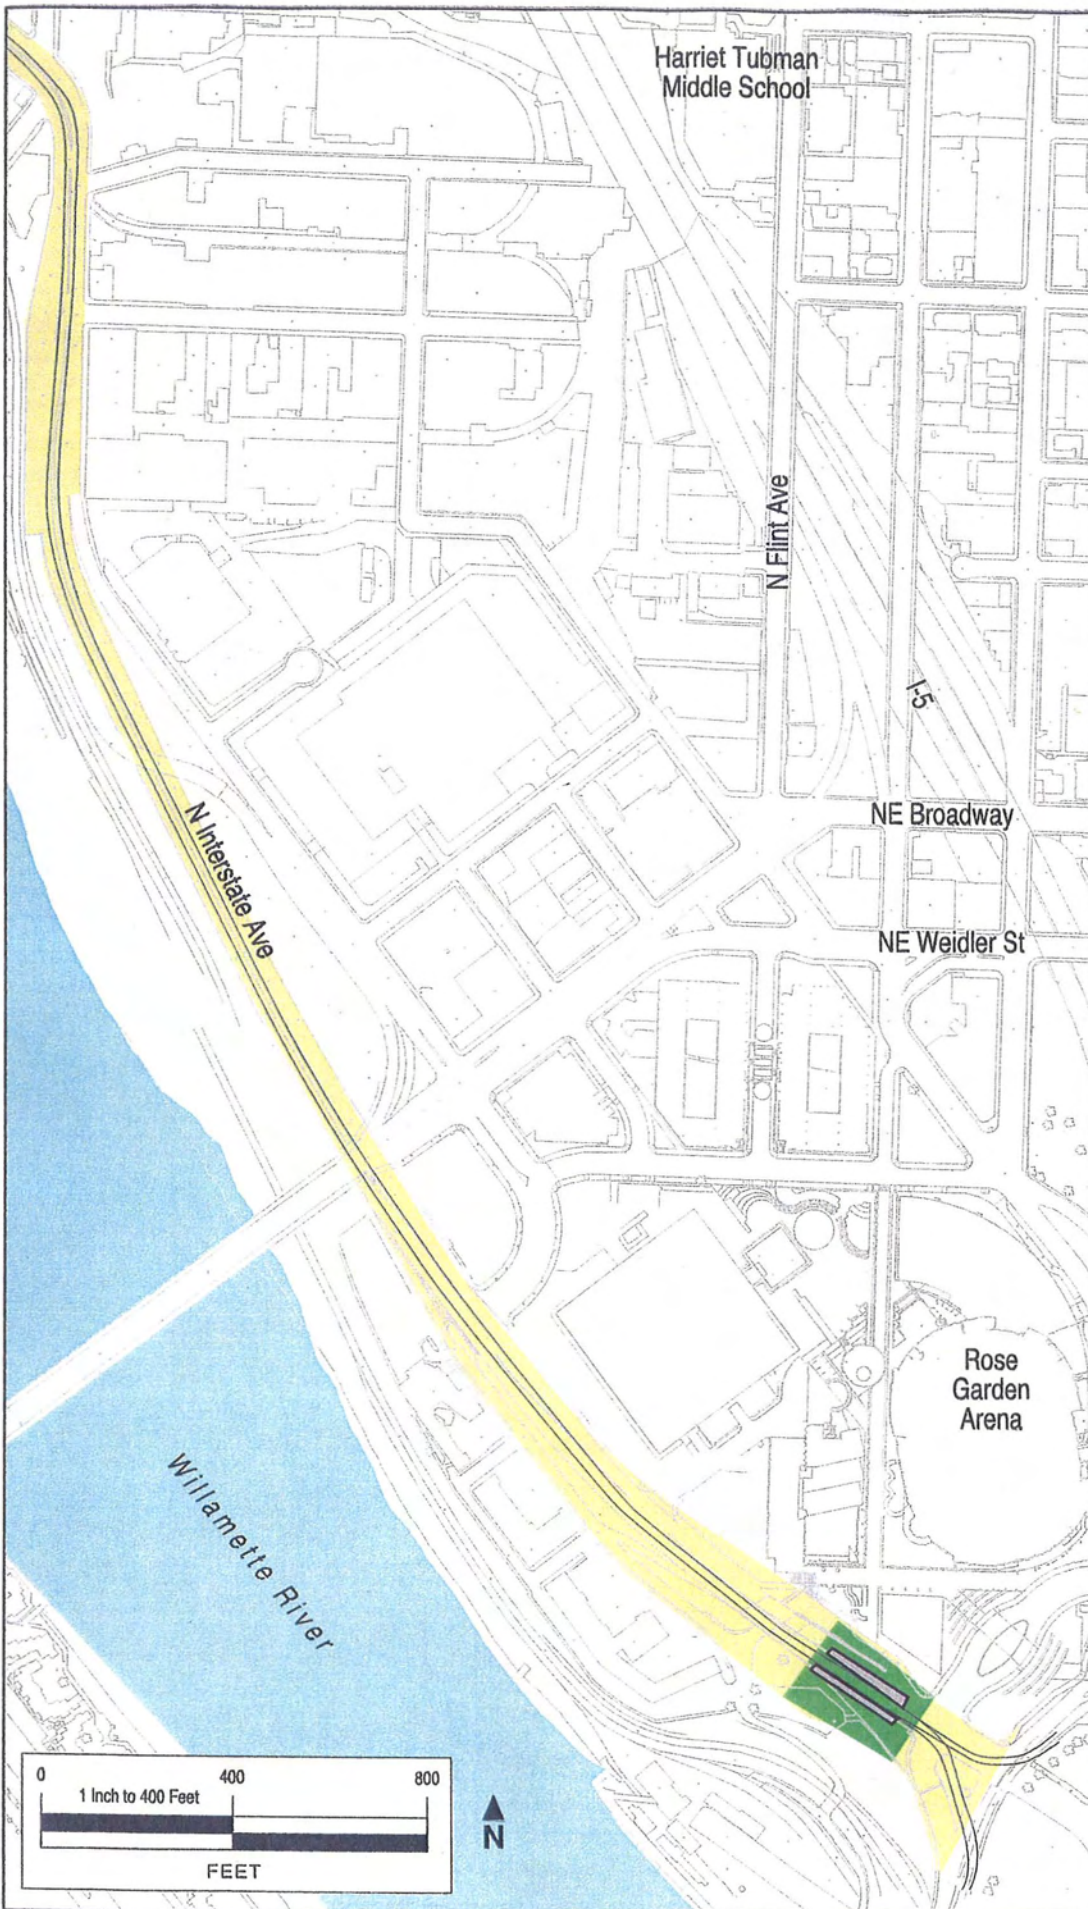 Harriet Tubman
Middle School
N Flint Ave
I-5
NE Broadway
N Interstate Ave
NE Weidler St
Rose
Garden
Arena
Willamette River
0 400 800
1 Inch to 400 Feet
FEET
N